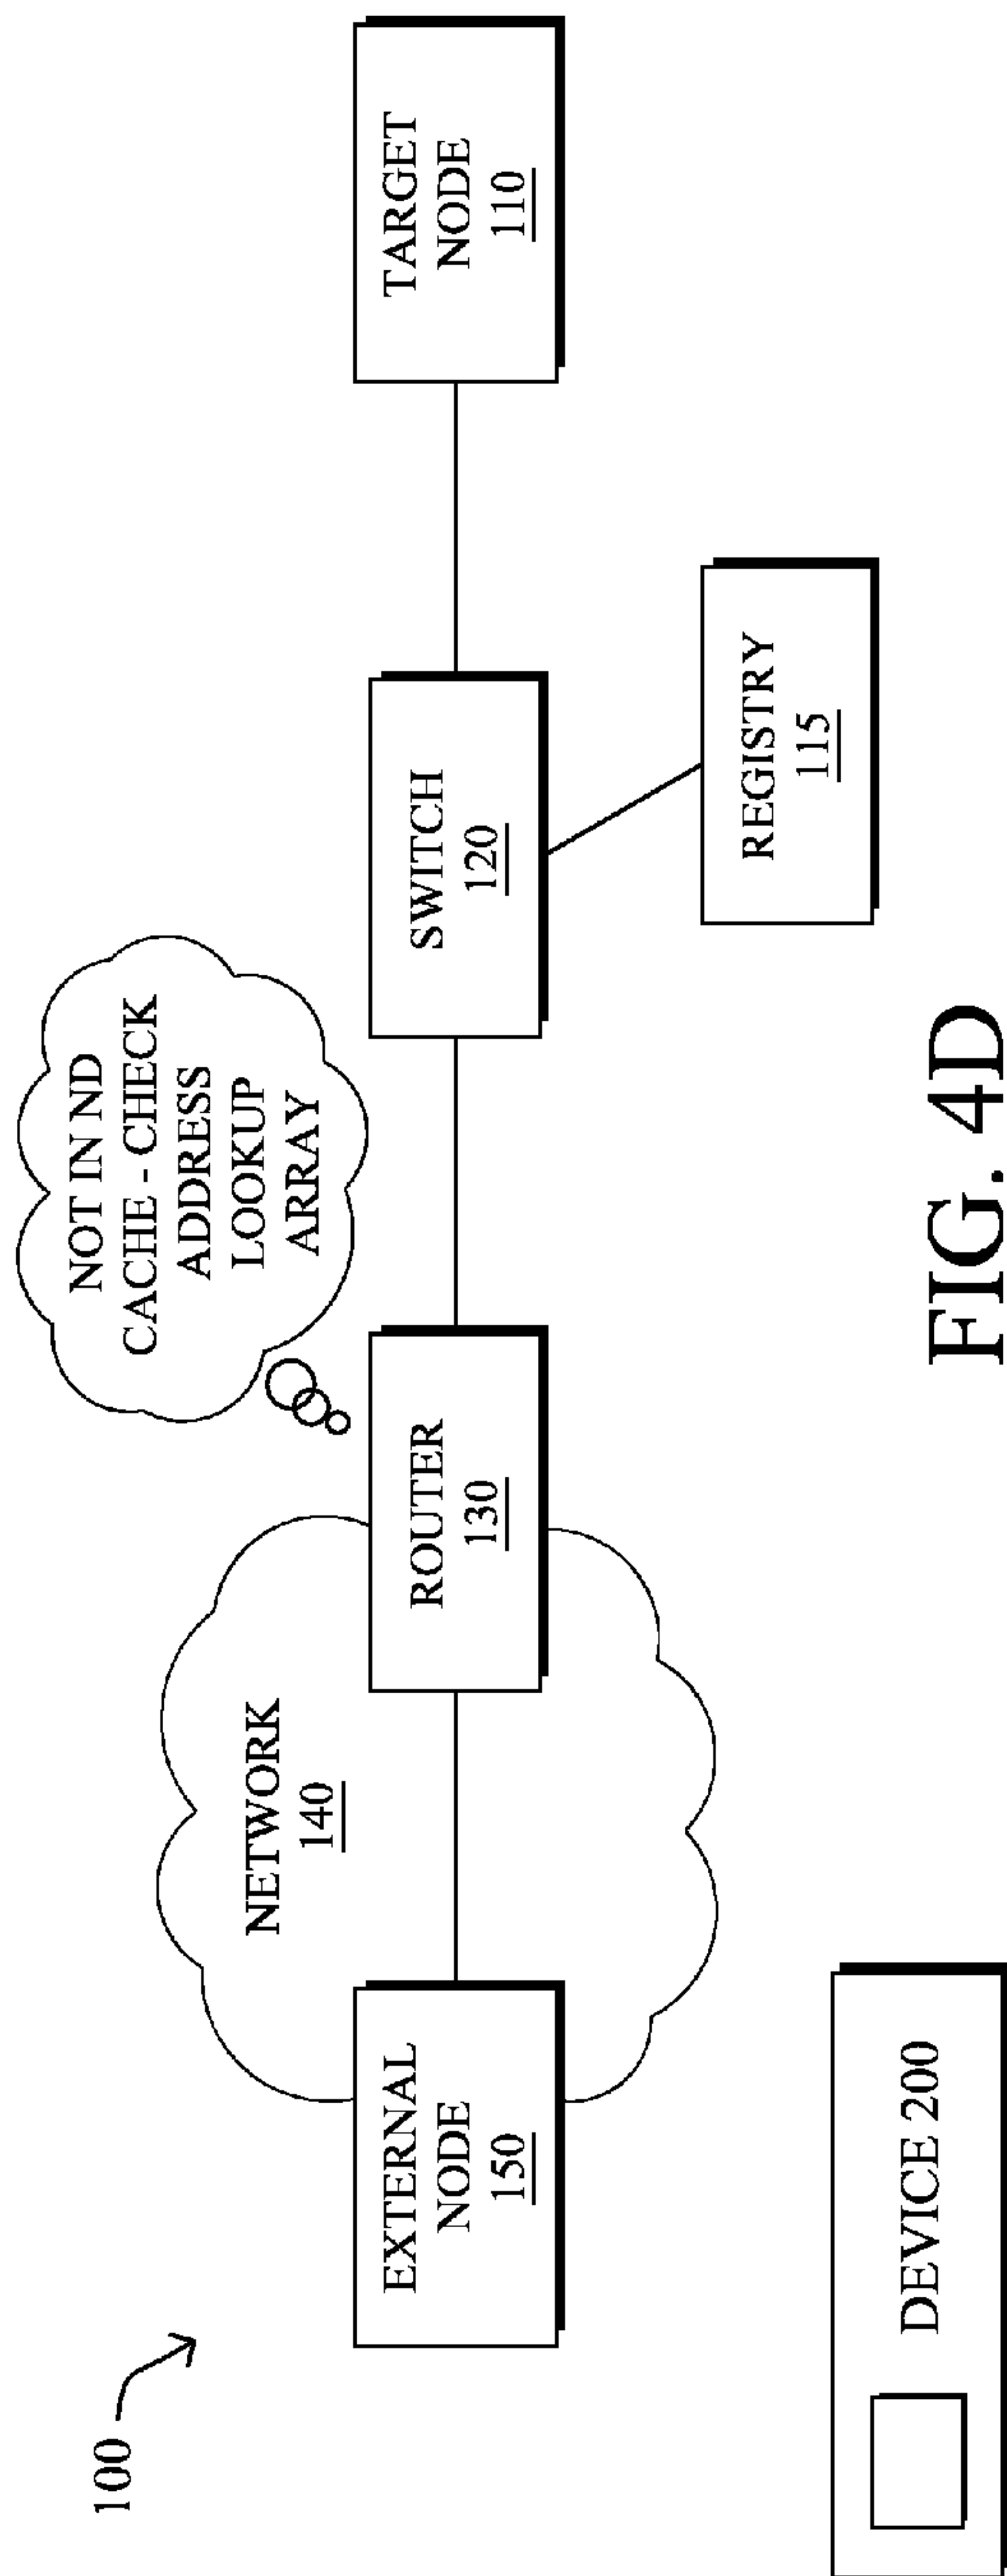 100
NETWORK
140
NOT IN ND
CACHE - CHECK
ADDRESS
LOOKUP
ARRAY
EXTERNAL
NODE
150
ROUTER
130
SWITCH
120
TARGET
NODE
110
REGISTRY
115
DEVICE 200
FIG. 4D